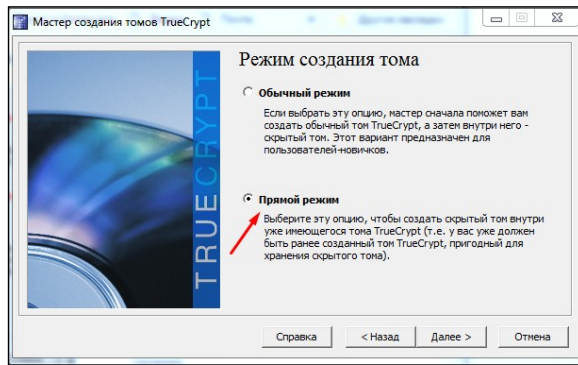 Мастер создания томов TrueCrypt
Режим создания тома
Обычный режим
Если выбрать эту опцию, мастер сначала поможет вам
создать обычный том TrueCrypt, а затем внутри него -
скрытый том. Этот вариант предназначен для
пользователей-новичков.
Прямой режим
Выберите эту опцию, чтобы создать скрытый том внутри
уже имеющегося тома TrueCrypt (т.е. у вас уже должен
быть ранее созданный том TrueCrypt, пригодный для
хранения скрытого тома).
TRUECRYPT
Справка
< Назад
Далее >
Отмена